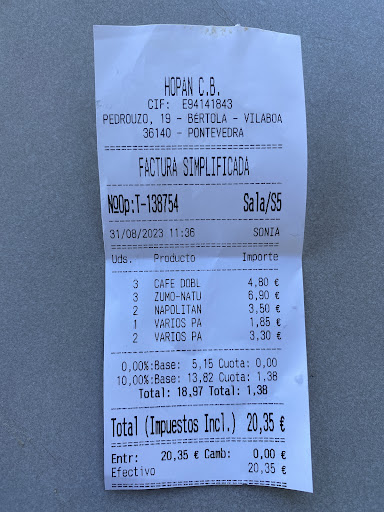 HOPAN C.B.
CIF: E94141843
PEDROUZO, 19 - BERTOLA - VILABOA
36140 - PONTEVEDRA
FACTURA SIMPLIFICADA
NºOp:T-138754 Sala/S5
31/08/2023 11:36 SONIA
Uds. Producto Importe
3 CAFE DOBL 4,80 €
3 ZUMO-NATU 6,90 €
2 NAPOLITAN 3,50 €
1 VARIOS PA 1,85 €
2 VARIOS PA 3,30 €
0,00%:Base: 5,15 Cuota: 0,00
10,00%:Base: 13,82 Cuota: 1,38
Total: 18,97 Total: 1,38
Total (Impuestos Incl.) 20,35 €
Entr: 20,35 € Camb: 0,00 €
Efectivo 20,35 €